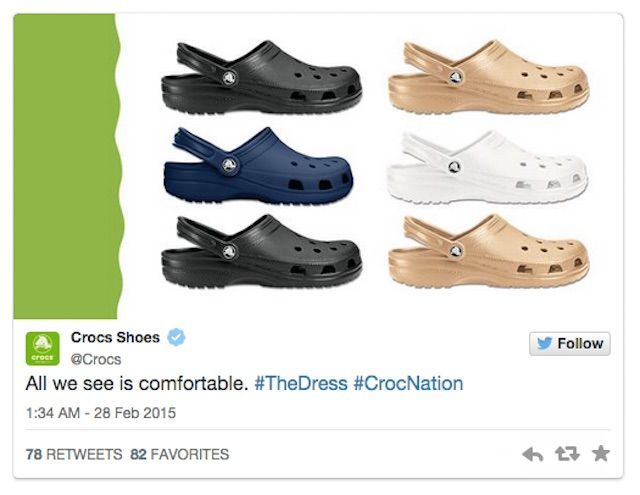 Crocs Shoes
crocs
@Crocs
Follow
All we see is comfortable. #TheDress #CrocNation
1:34 AM - 28 Feb 2015
78 RETWEETS 82 FAVORITES